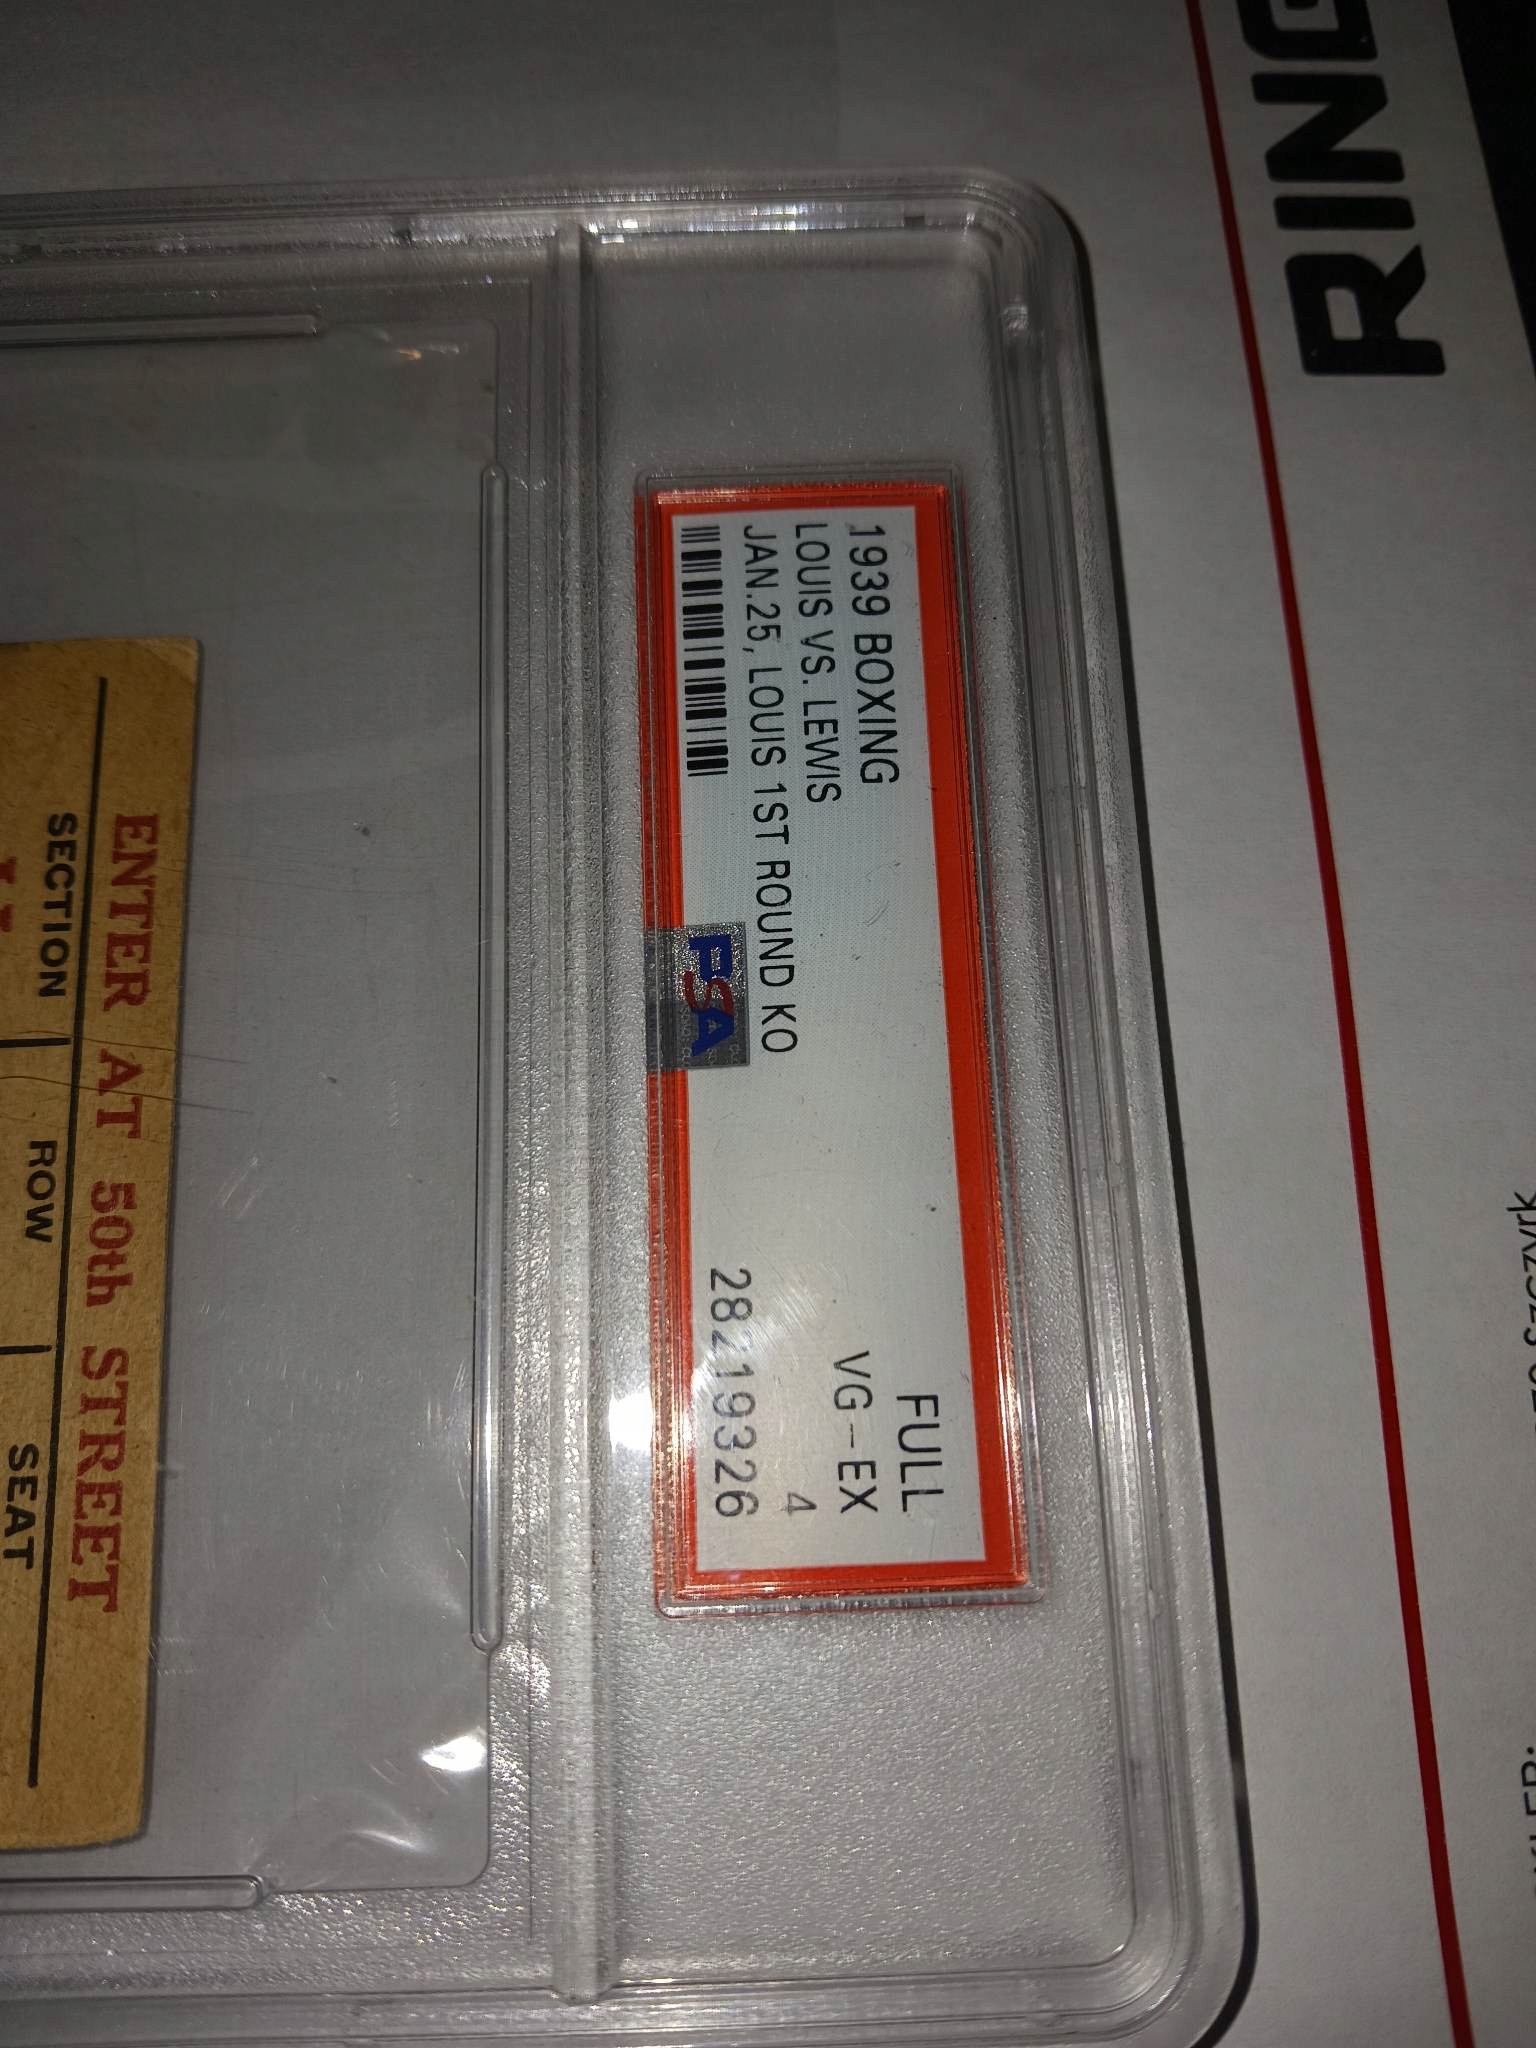 1939 BOXING FULL
LOUIS VS. LEWIS VG-EX
JAN.25, LOUIS 1ST ROUND KO 4
PSA 28219326
ENTER AT 50th STREET
SECTION ROW SEAT